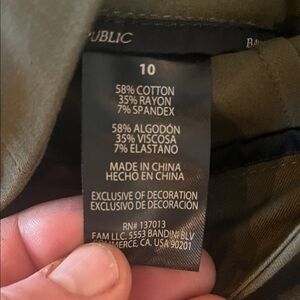 PUBLIC
10
58% COTTON
35% RAYON
7% SPANDEX
58% ALGODÓN
35% VISCOSA
7% ELASTANO
MADE IN CHINA
HECHO EN CHINA
EXCLUSIVE OF DECORATION
EXCLUSIVO DE DECORACIÓN
RN# 137013
FAM LLC. 5553 BANDINI BLV
COMMERCE, CA. USA 90201